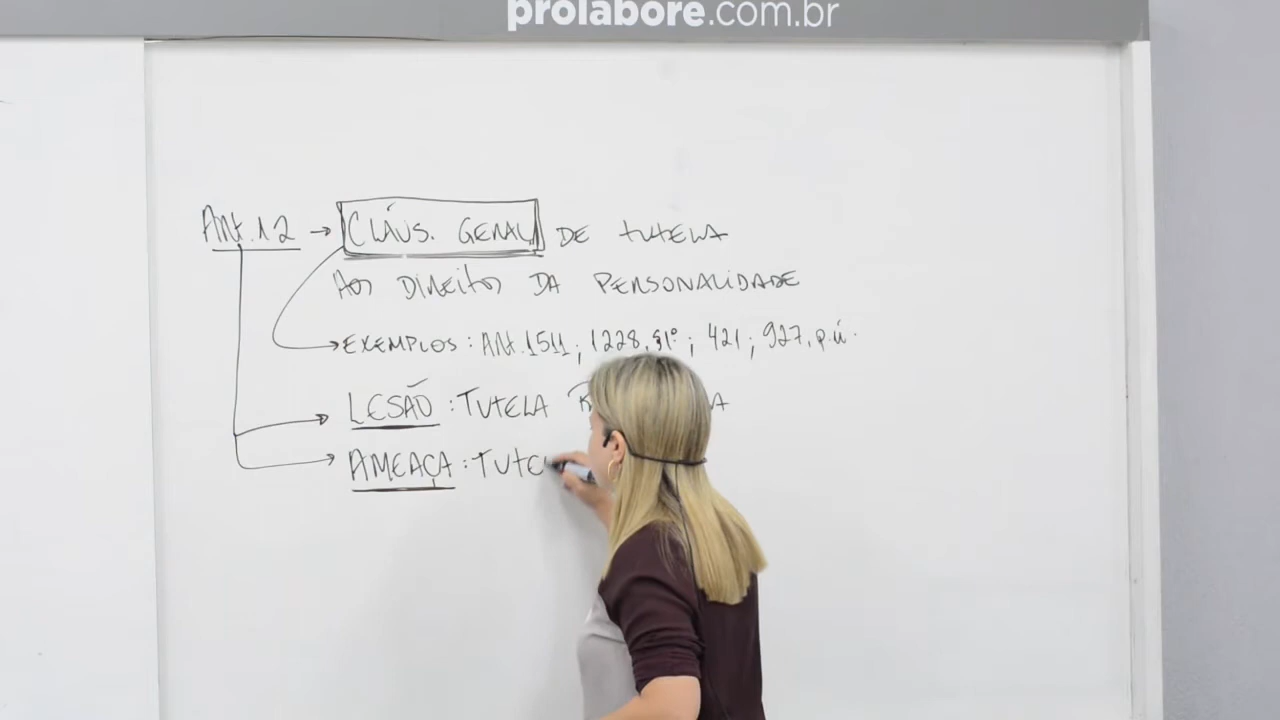 prolabore.com.br
Art.12 → CLÁUS. GERAL DE TUTELA
AOS DIREITOS DA PERSONALIDADE
EXEMPLOS: Art.1511; 1228, §1º; 421; 927, p.ú.
LESÃO: TUTELA
AMEAÇA: TUTE